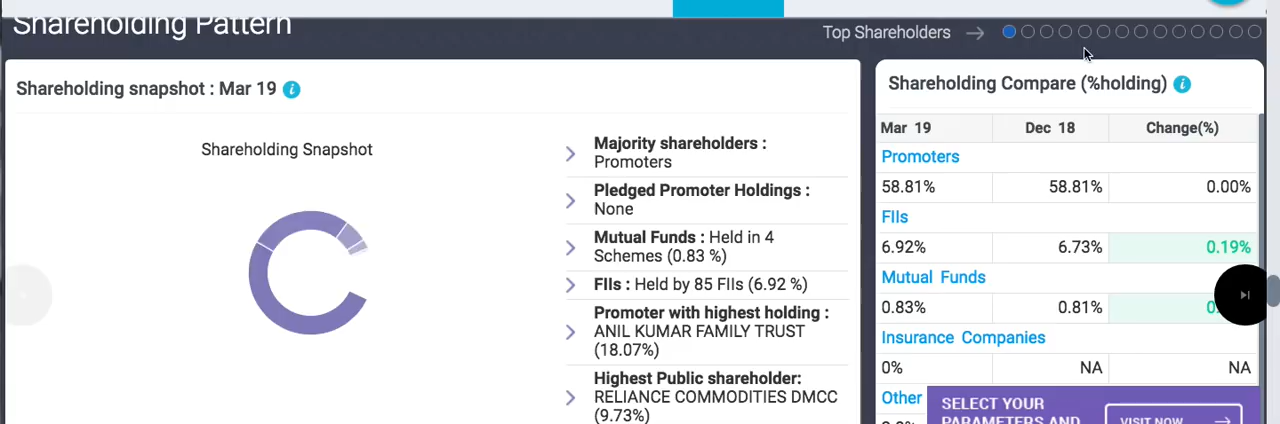 Shareholding Pattern
Top Shareholders →
Shareholding snapshot : Mar 19
Shareholding Snapshot
Majority shareholders :
Promoters
Pledged Promoter Holdings :
None
Mutual Funds : Held in 4
Schemes (0.83 %)
FIIs : Held by 85 FIIs (6.92 %)
Promoter with highest holding :
ANIL KUMAR FAMILY TRUST
(18.07%)
Highest Public shareholder:
RELIANCE COMMODITIES DMCC
(9.73%)
Shareholding Compare (%holding)
Mar 19 Dec 18 Change(%)
Promoters
58.81% 58.81% 0.00%
FIIs
6.92% 6.73% 0.19%
Mutual Funds
0.83% 0.81%
Insurance Companies
0% NA NA
Other
SELECT YOUR
PARAMETERS AND
VISIT NOW →